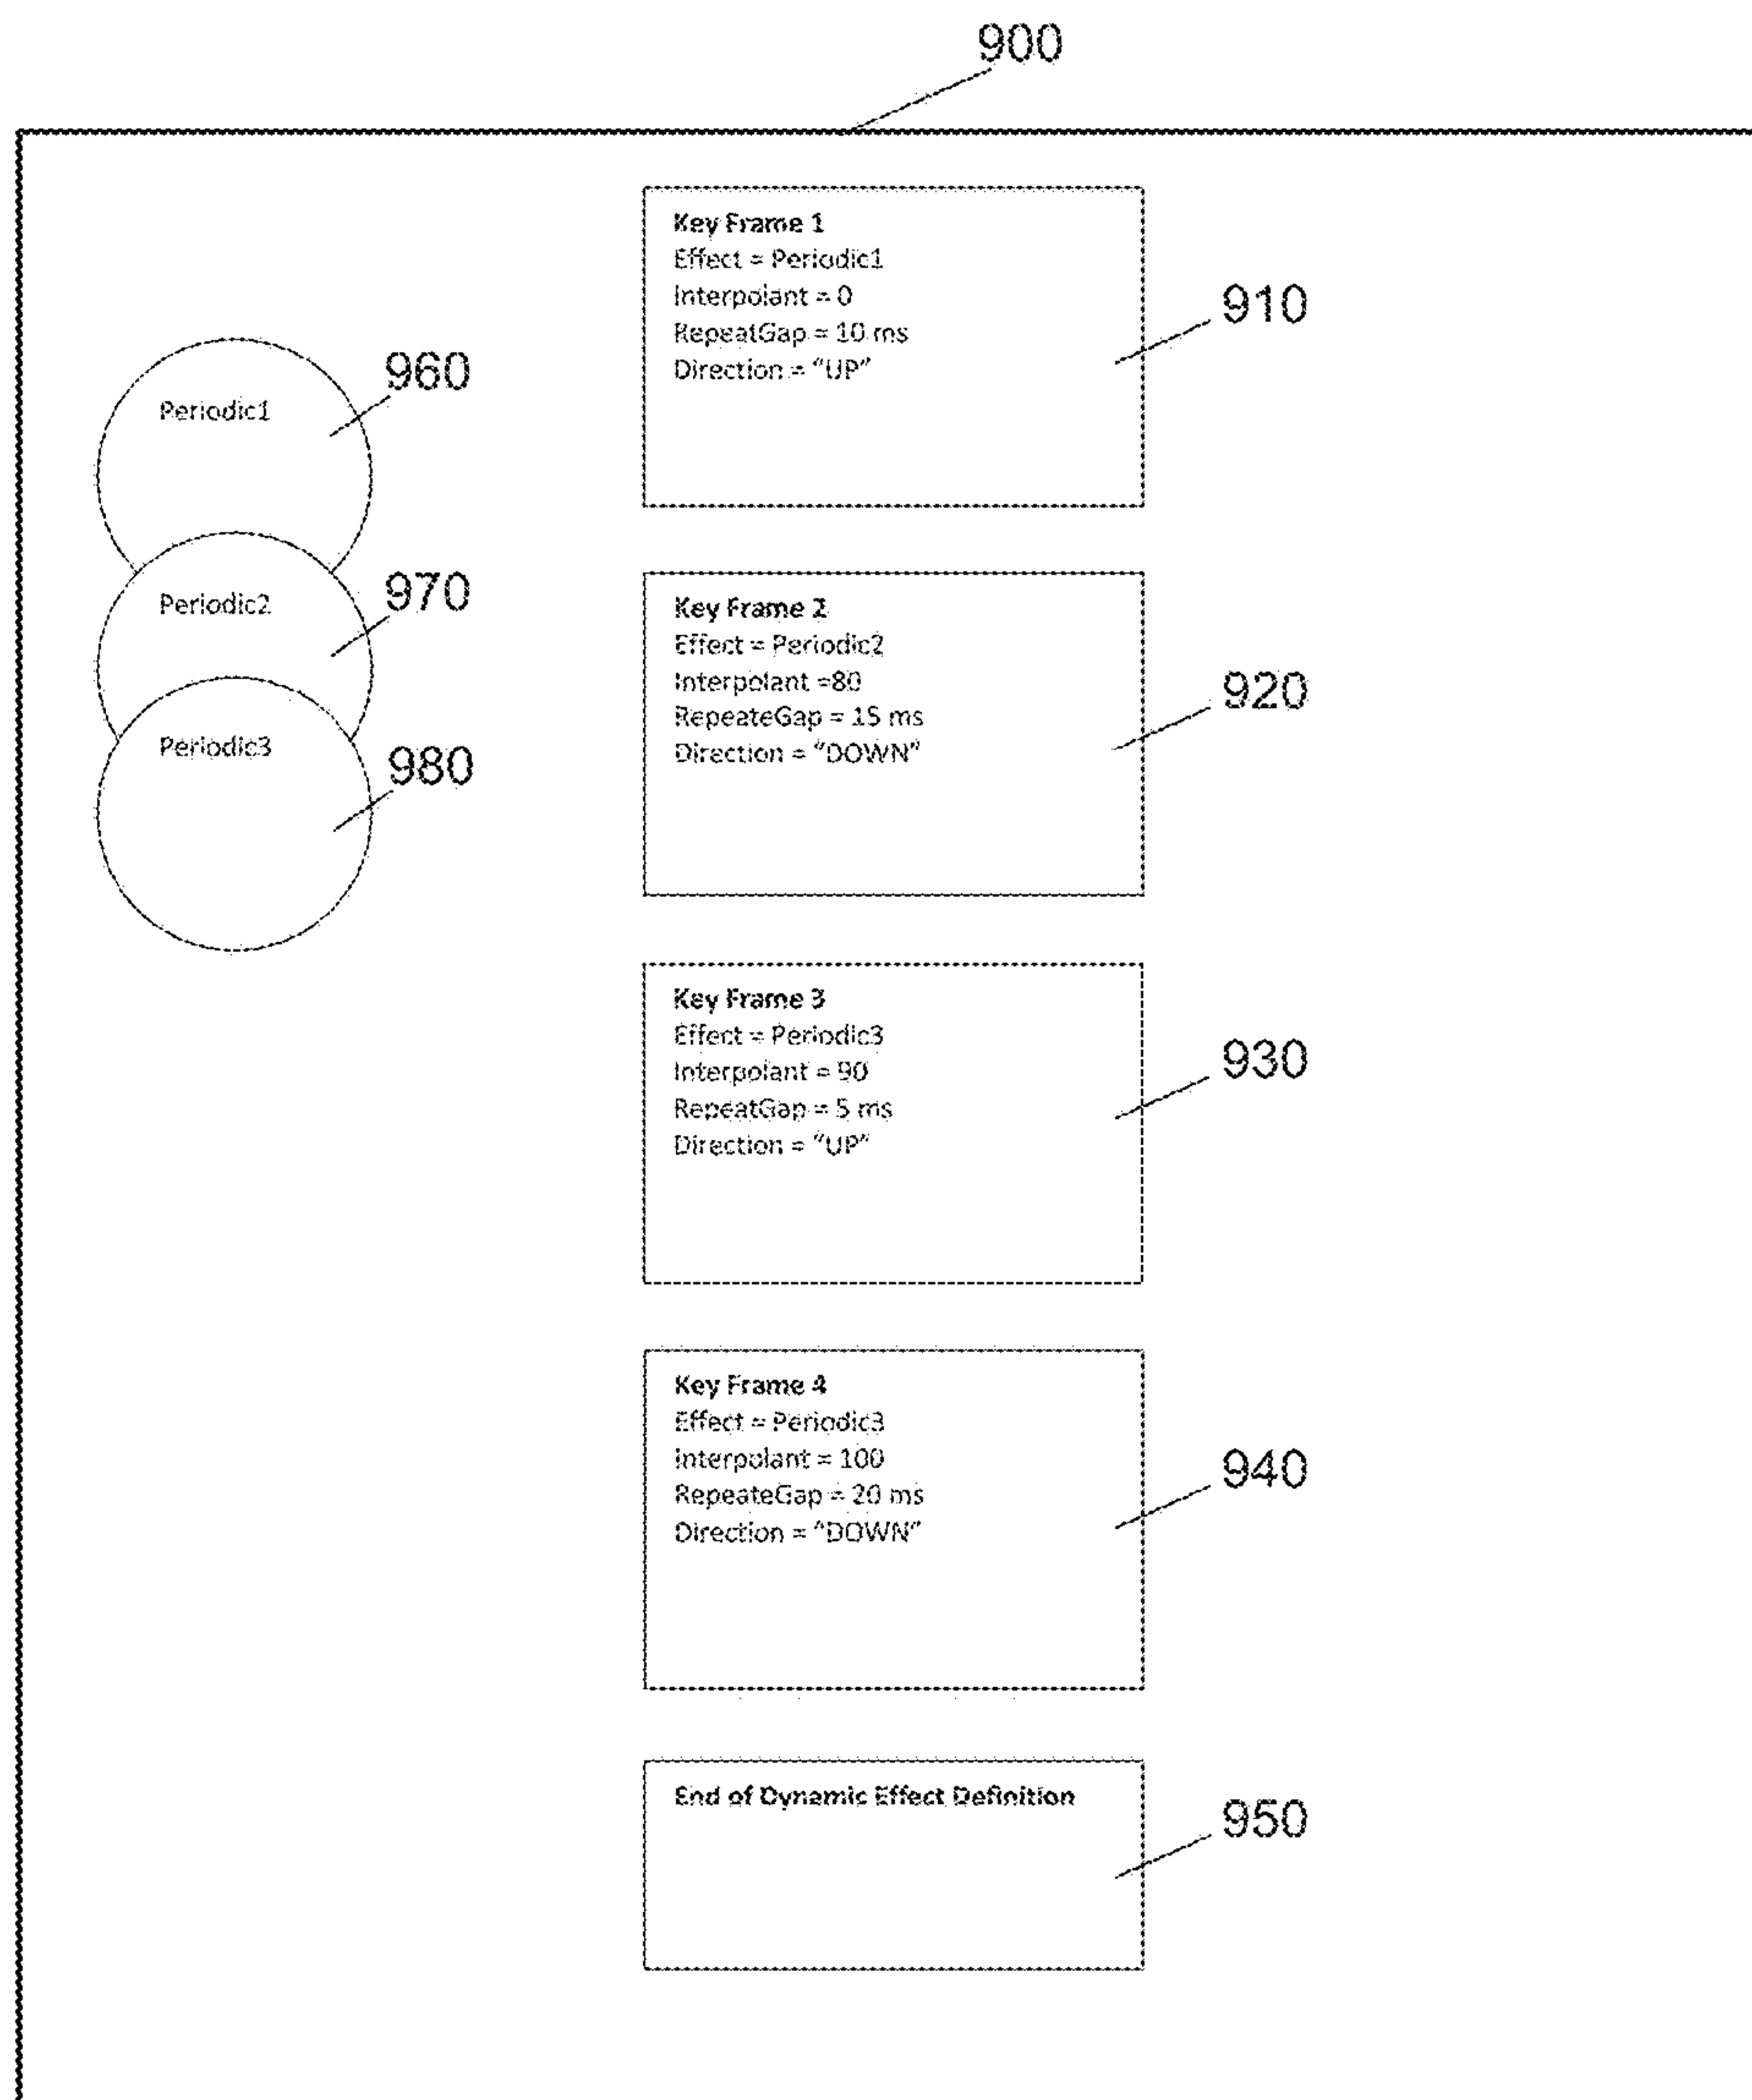 900
Key Frame 1
Effect = Periodic1
Interpolant = 0
RepeatGap = 10 ms
Direction = "UP"
910
Periodic1
960
Periodic2
970
Periodic3
980
Key Frame 2
Effect = Periodic2
Interpolant =80
RepeateGap = 15 ms
Direction = "DOWN"
920
Key Frame 3
Effect = Periodic3
Interpolant = 90
RepeatGap = 5 ms
Direction = "UP"
930
Key Frame 4
Effect = Periodic3
Interpolant = 100
RepeateGap = 20 ms
Direction = "DOWN"
940
End of Dynamic Effect Definition
950